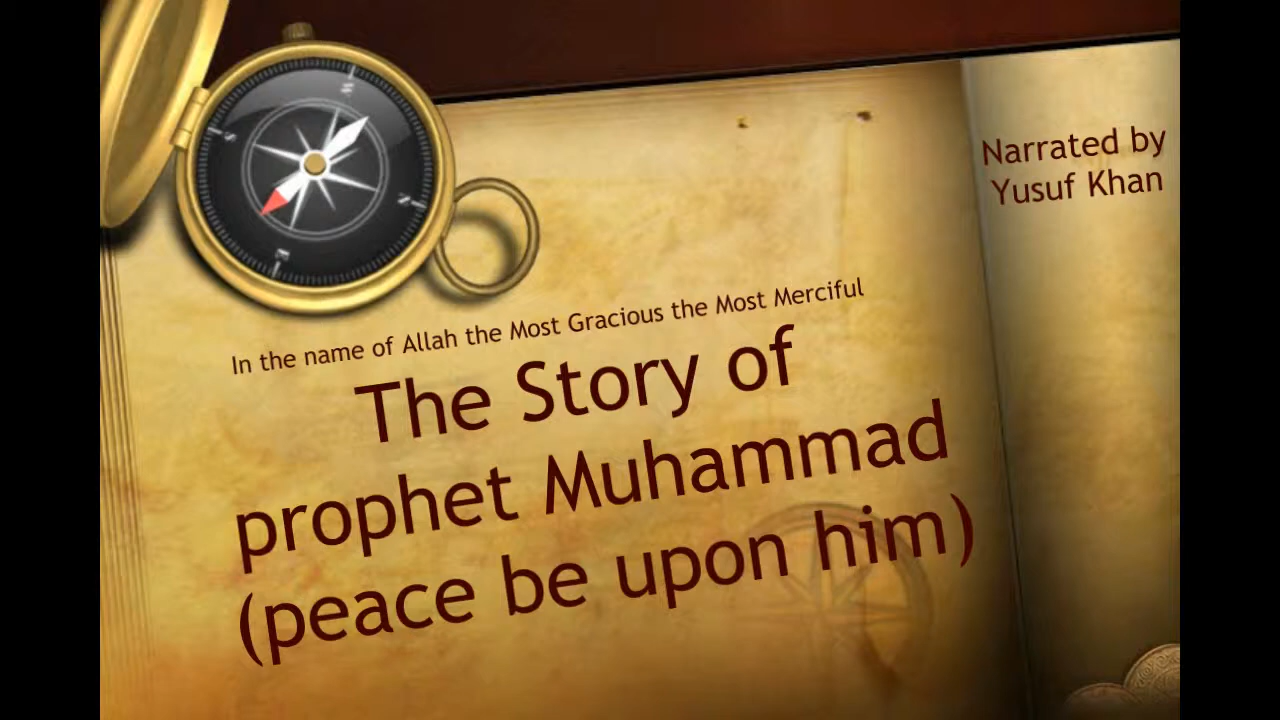 In the name of Allah the Most Gracious the Most Merciful
The Story of
prophet Muhammad
(peace be upon him)
Narrated by
Yusuf Khan